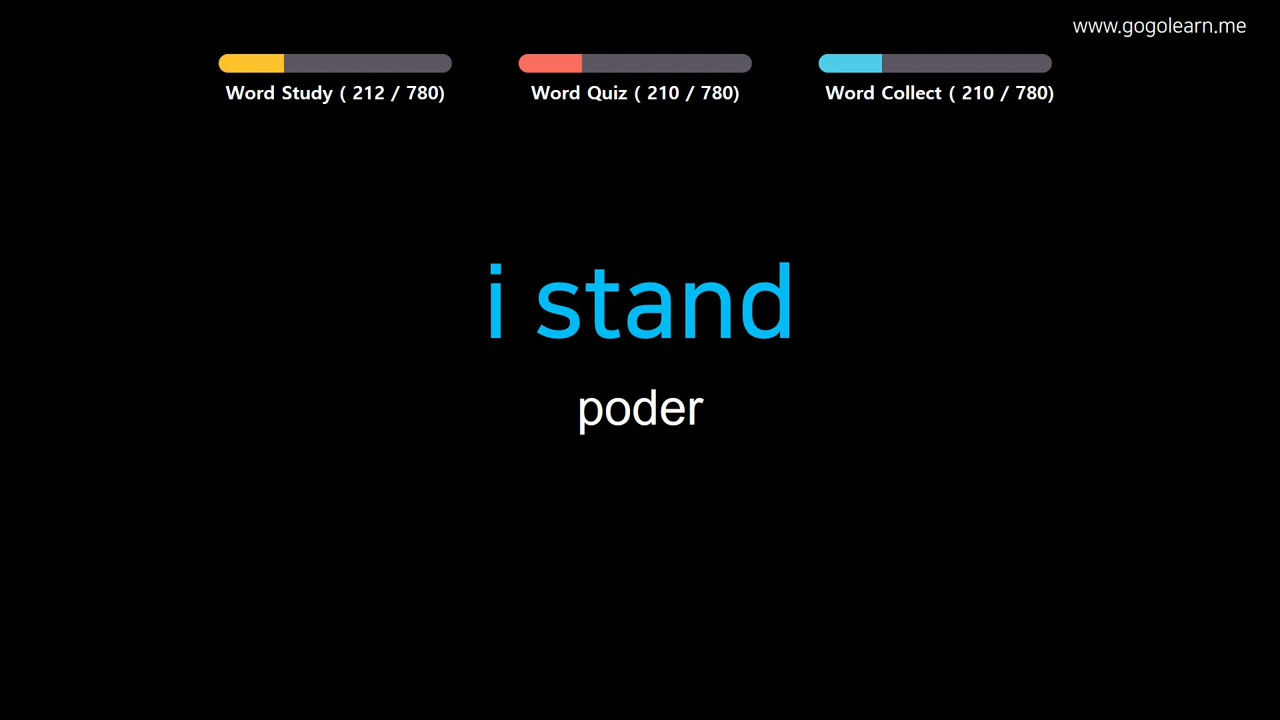 www.gogolearn.me
Word Study ( 212 / 780)
Word Quiz ( 210 / 780)
Word Collect ( 210 / 780)
i stand
poder